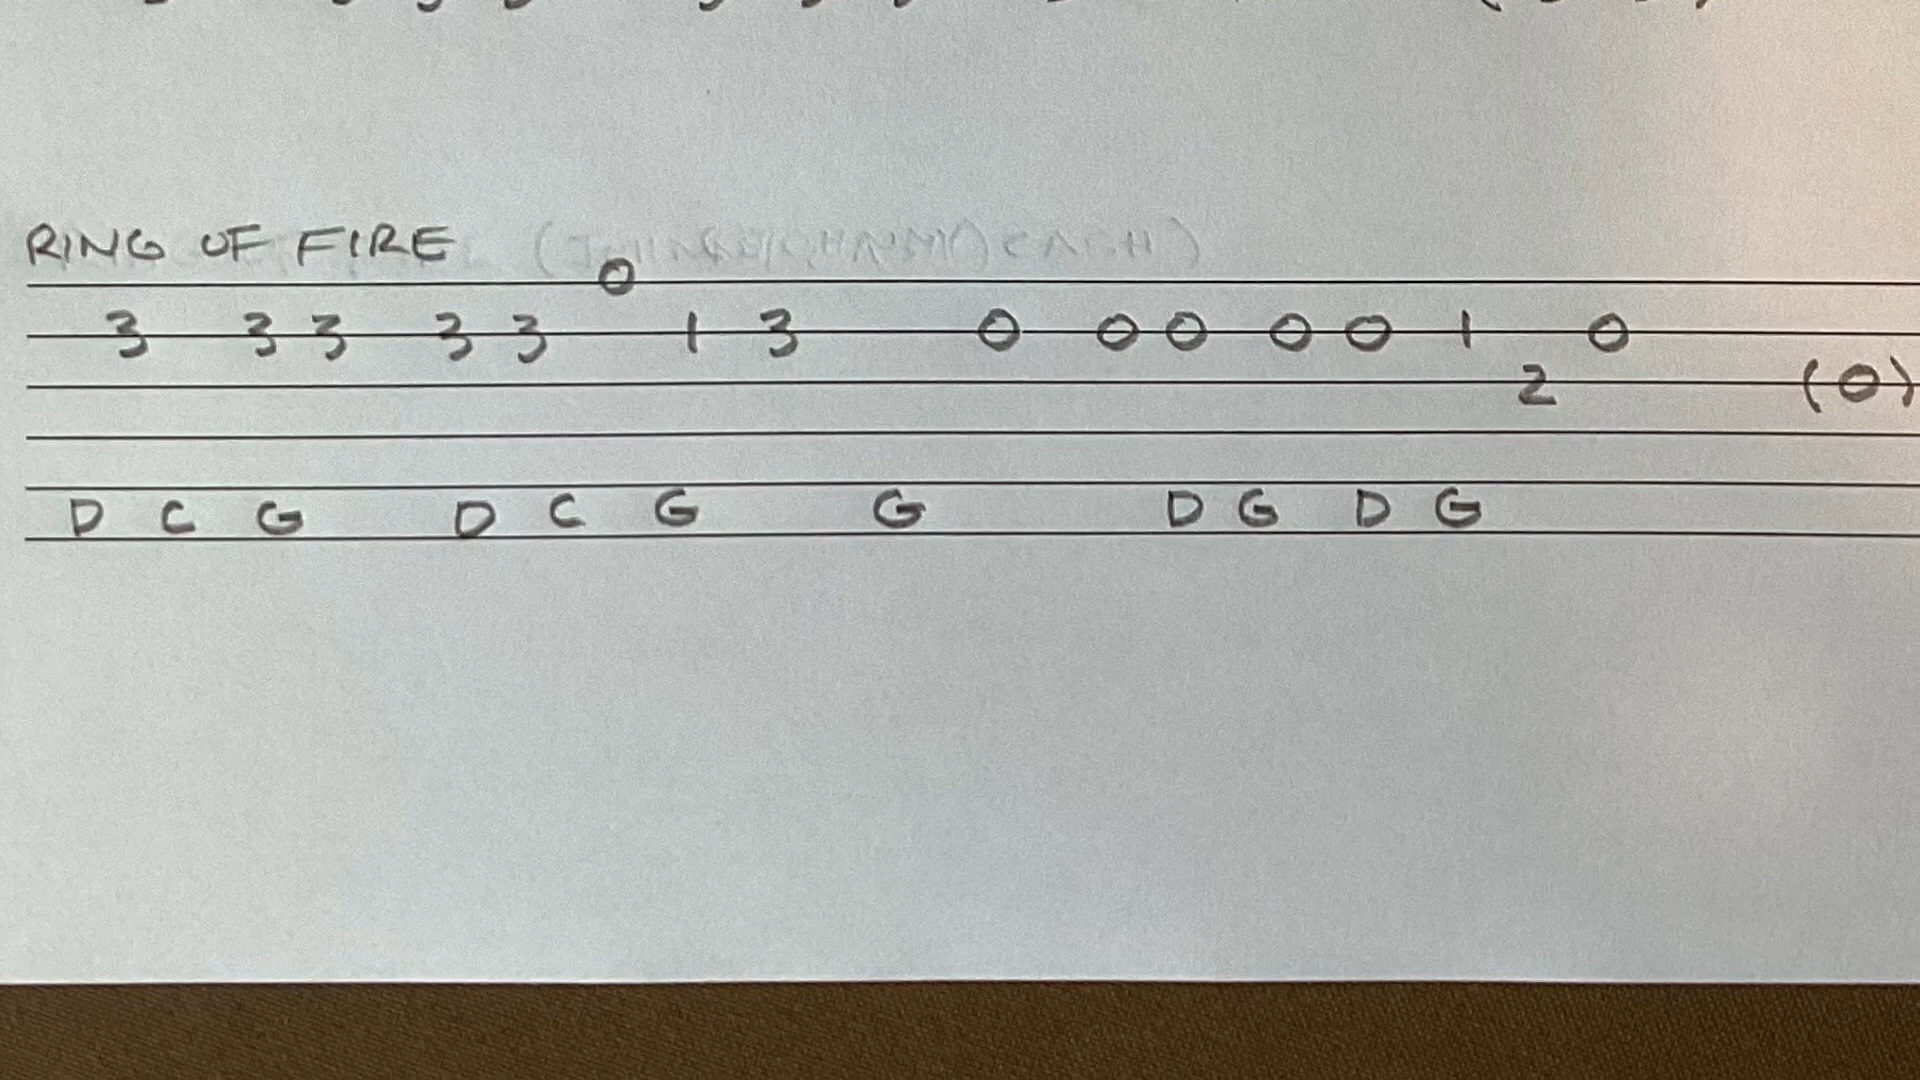 RING OF FIRE
0
3 3 3 3 3 1 3 0 0 0 0 0 1 0
2 (0)
D C G D C G G D G D G